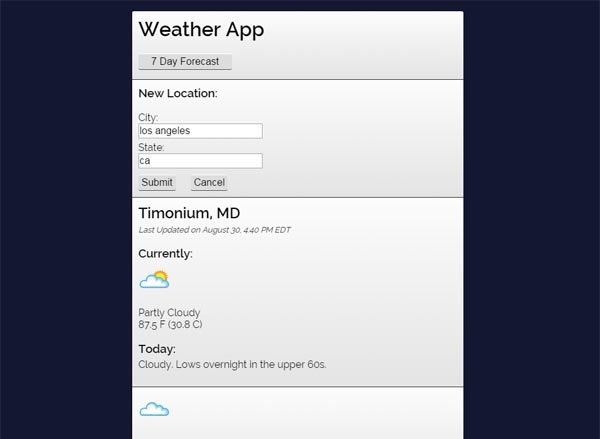 Weather App
7 Day Forecast
New Location:
City:
los angeles
State:
ca
Submit Cancel
Timonium, MD
Last Updated on August 30, 4:40 PM EDT
Currently:
Partly Cloudy
87.5 F (30.8 C)
Today:
Cloudy. Lows overnight in the upper 60s.